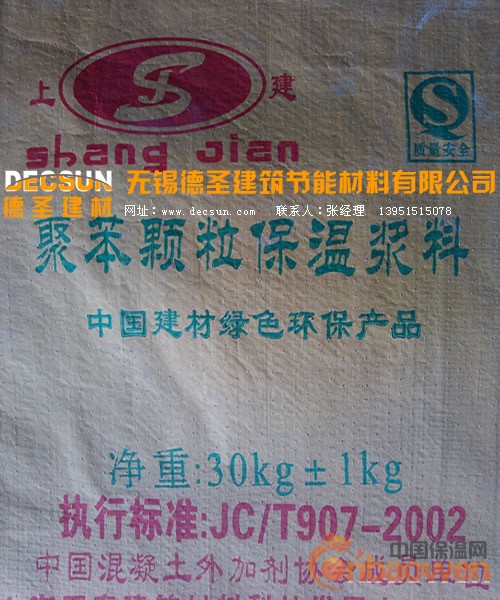 上 建
shang Jian
质量安全
DECSUN 无锡德圣建筑节能材料有限公司
德圣建材 网址：www.decsun.com 联系人：张经理 13951515078
聚苯颗粒保温浆料
中国建材绿色环保产品
净重:30kg±1kg
执行标准:JC/T907-2002
中国混凝土外加剂协会成员单位
中国保温网